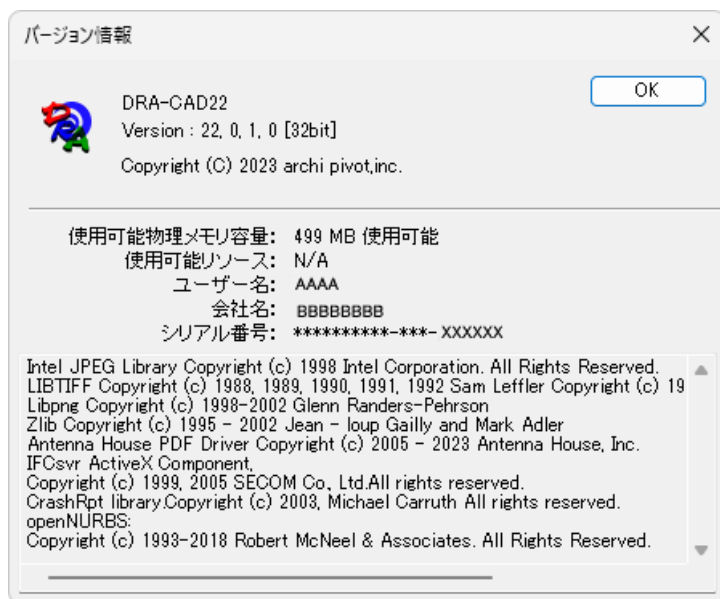 バージョン情報
OK
DRA-CAD22
Version : 22, 0, 1, 0 [32bit]
Copyright (C) 2023 archi pivot,inc.
使用可能物理メモリ容量: 499 MB 使用可能
使用可能リソース: N/A
ユーザー名: AAAA
会社名: BBBBBBBB
シリアル番号: **********-***-XXXXXX
Intel JPEG Library Copyright (c) 1998 Intel Corporation. All Rights Reserved.
LIBTIFF Copyright (c) 1988, 1989, 1990, 1991, 1992 Sam Leffler Copyright (c) 19
Libpng Copyright (c) 1998-2002 Glenn Randers-Pehrson
Zlib Copyright (c) 1995 - 2002 Jean - loup Gailly and Mark Adler
Antenna House PDF Driver Copyright (c) 2005 - 2023 Antenna House, Inc.
IFCsvr ActiveX Component,
Copyright (c) 1999, 2005 SECOM Co., Ltd.All rights reserved.
CrashRpt library.Copyright (c) 2003, Michael Carruth All rights reserved.
openNURBS:
Copyright (c) 1993-2018 Robert McNeel & Associates. All Rights Reserved.